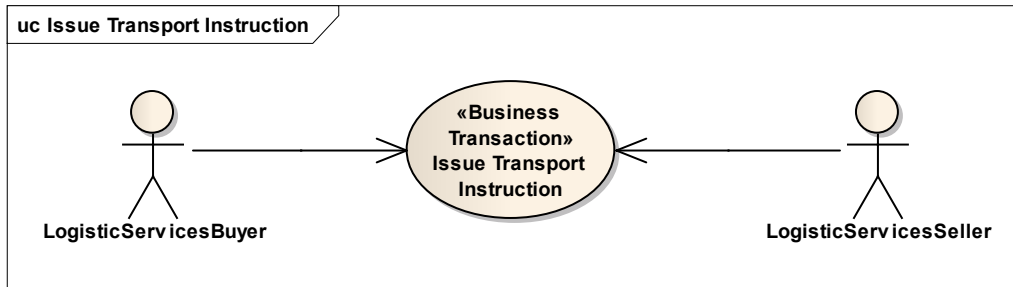 uc Issue Transport Instruction
«Business
Transaction»
Issue Transport
Instruction
LogisticServicesBuyer
LogisticServicesSeller